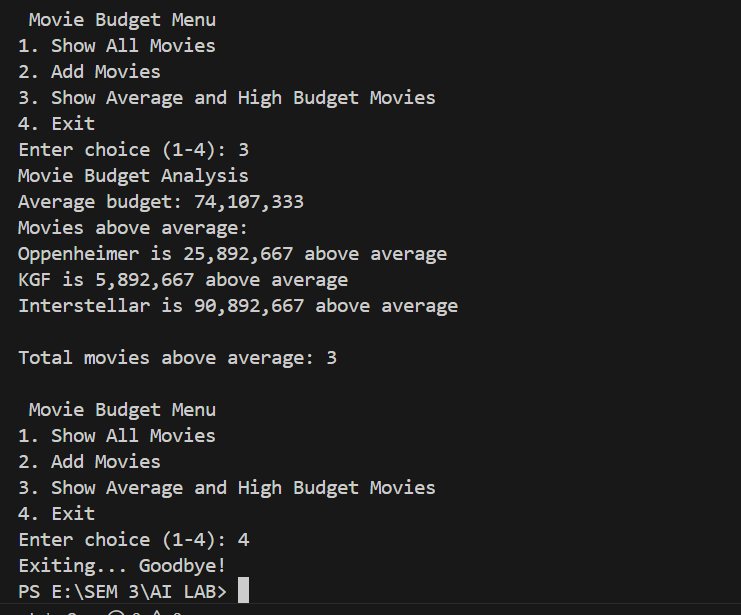 Movie Budget Menu
1. Show All Movies
2. Add Movies
3. Show Average and High Budget Movies
4. Exit
Enter choice (1-4): 3
Movie Budget Analysis
Average budget: 74,107,333
Movies above average:
Oppenheimer is 25,892,667 above average
KGF is 5,892,667 above average
Interstellar is 90,892,667 above average
Total movies above average: 3
Movie Budget Menu
1. Show All Movies
2. Add Movies
3. Show Average and High Budget Movies
4. Exit
Enter choice (1-4): 4
Exiting... Goodbye!
PS E:\SEM 3\AI LAB>